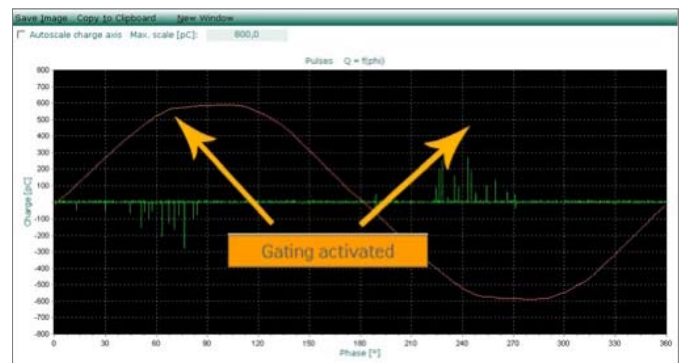 Save Image Copy to Clipboard New Window
Autoscale charge axis Max. scale [pC]: 800,0
Pulses Q = f(phi)
800
700
600
500
400
300
200
100
0
-100
-200
-300
-400
-500
-600
-700
-800
Charge [pC]
Gating activated
0 30 60 90 120 150 180 210 240 270 300 330 360
Phase [°]